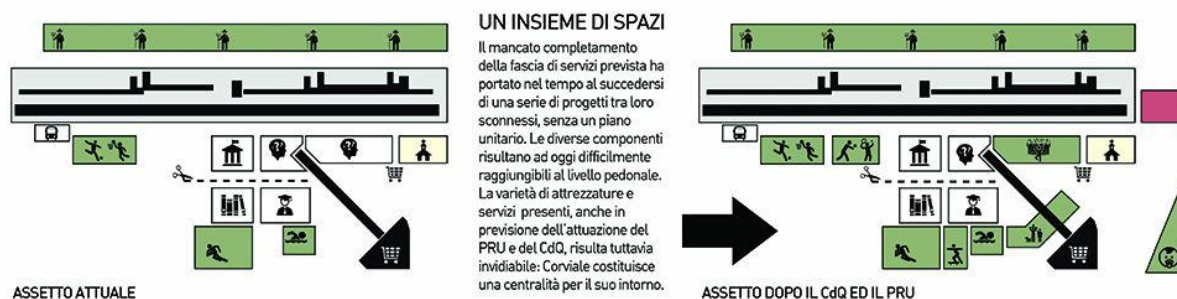 UN INSIEME DI SPAZI
Il mancato completamento
della fascia di servizi prevista ha
portato nel tempo al succedersi
di una serie di progetti tra loro
sconnessi, senza un piano
unitario. Le diverse componenti
risultano ad oggi difficilmente
raggiungibili al livello pedonale.
La varietà di attrezzature e
servizi presenti, anche in
previsione dell'attuazione del
PRU e del CdQ, risulta tuttavia
invidiabile: Corviale costituisce
una centralità per il suo intorno.
ASSETTO ATTUALE
ASSETTO DOPO IL CdQ ED IL PRU